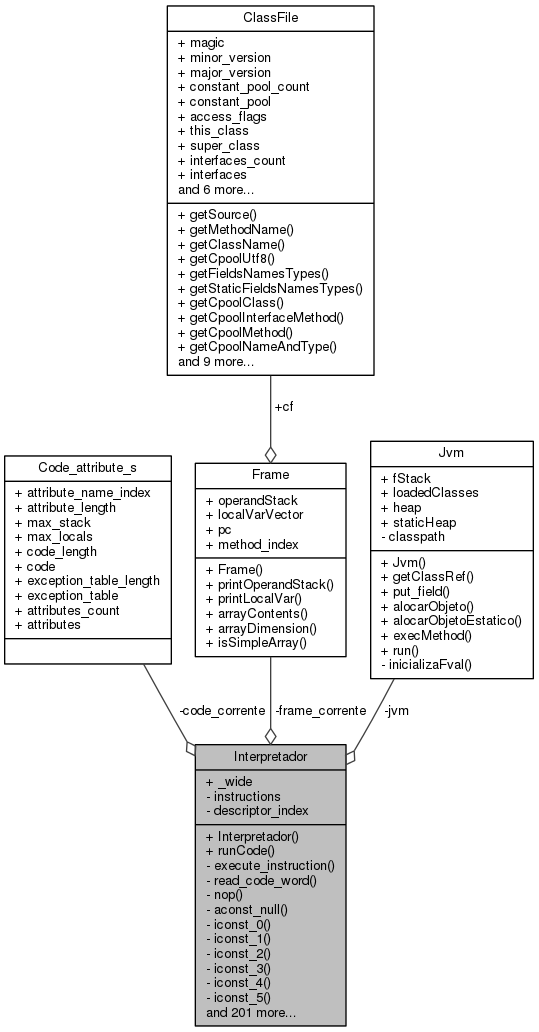 ClassFile
+ magic
+ minor_version
+ major_version
+ constant_pool_count
+ constant_pool
+ access_flags
+ this_class
+ super_class
+ interfaces_count
+ interfaces
and 6 more...
+ getSource()
+ getMethodName()
+ getClassName()
+ getCpoolUtf8()
+ getFieldsNamesTypes()
+ getStaticFieldsNamesTypes()
+ getCpoolClass()
+ getCpoolInterfaceMethod()
+ getCpoolMethod()
+ getCpoolNameAndType()
and 9 more...
+cf
Code_attribute_s
+ attribute_name_index
+ attribute_length
+ max_stack
+ max_locals
+ code_length
+ code
+ exception_table_length
+ exception_table
+ attributes_count
+ attributes
Frame
+ operandStack
+ localVarVector
+ pc
+ method_index
+ Frame()
+ printOperandStack()
+ printLocalVar()
+ arrayContents()
+ arrayDimension()
+ isSimpleArray()
Jvm
+ fStack
+ loadedClasses
+ heap
+ staticHeap
- classpath
+ Jvm()
+ getClassRef()
+ put_field()
+ alocarObjeto()
+ alocarObjetoEstatico()
+ execMethod()
+ run()
- inicializaFval()
-code_corrente
-frame_corrente
-jvm
Interpretador
+ _wide
- instructions
- descriptor_index
+ Interpretador()
+ runCode()
- execute_instruction()
- read_code_word()
- nop()
- aconst_null()
- iconst_0()
- iconst_1()
- iconst_2()
- iconst_3()
- iconst_4()
- iconst_5()
and 201 more...